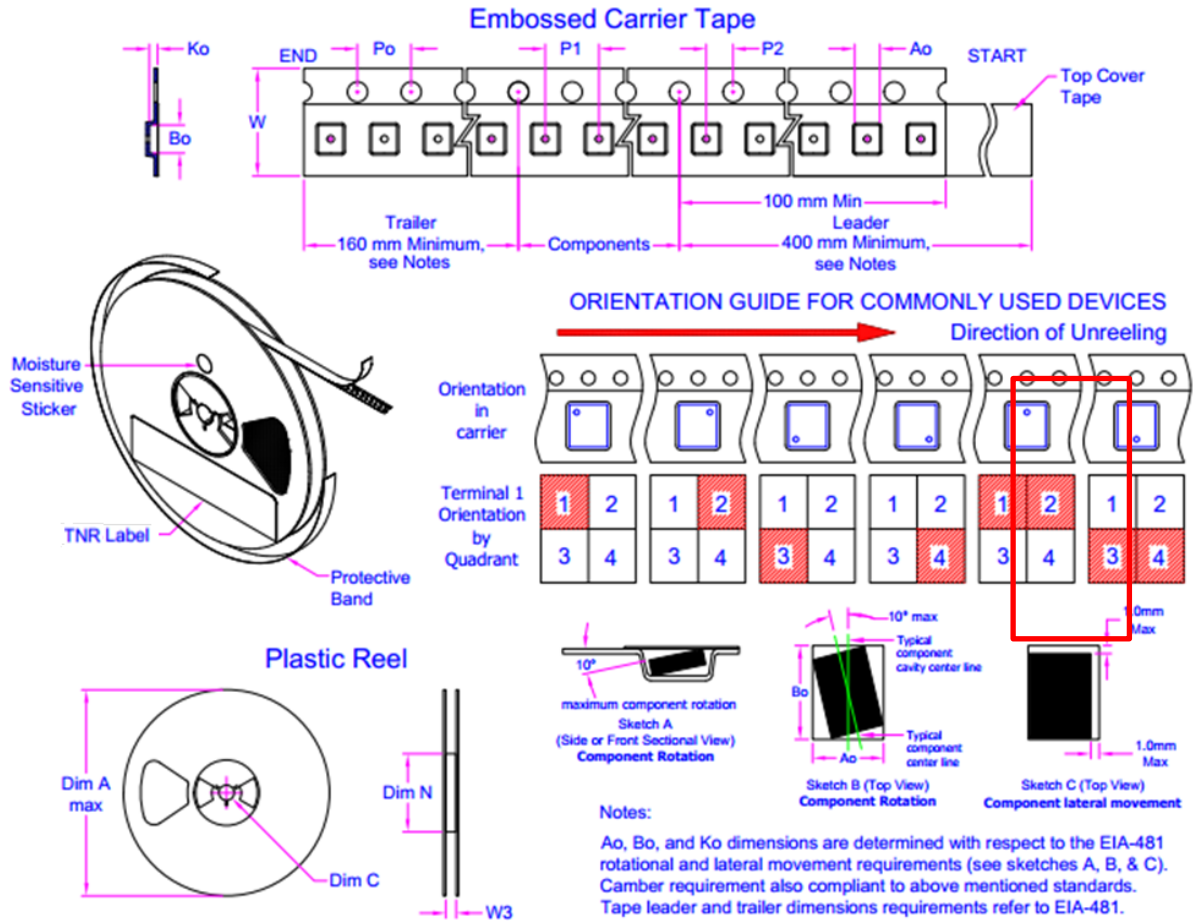 Embossed Carrier Tape
Ko
END
Po
P1
P2
Ao
START
Top Cover
Tape
W
Bo
100 mm Min
Trailer
160 mm Minimum,
see Notes
Components
Leader
400 mm Minimum,
see Notes
ORIENTATION GUIDE FOR COMMONLY USED DEVICES
Direction of Unreeling
Moisture
Sensitive
Sticker
TNR Label
Protective
Band
Orientation
in
carrier
Terminal 1
Orientation
by
Quadrant
1 2 1 2 1 2 1 2 1 2 1 2
3 4 3 4 3 4 3 4 3 4 3 4
Plastic Reel
Dim A
max
Dim N
Dim C
W3
10°
maximum component rotation
Sketch A
(Side or Front Sectional View)
Component Rotation
10° max
Typical
component
cavity center line
Bo
Typical
component
center line
Ao
Sketch B (Top View)
Component Rotation
1.0mm
Max
1.0mm
Max
Sketch C (Top View)
Component lateral movement
Notes:
Ao, Bo, and Ko dimensions are determined with respect to the EIA-481
rotational and lateral movement requirements (see sketches A, B, & C).
Camber requirement also compliant to above mentioned standards.
Tape leader and trailer dimensions requirements refer to EIA-481.